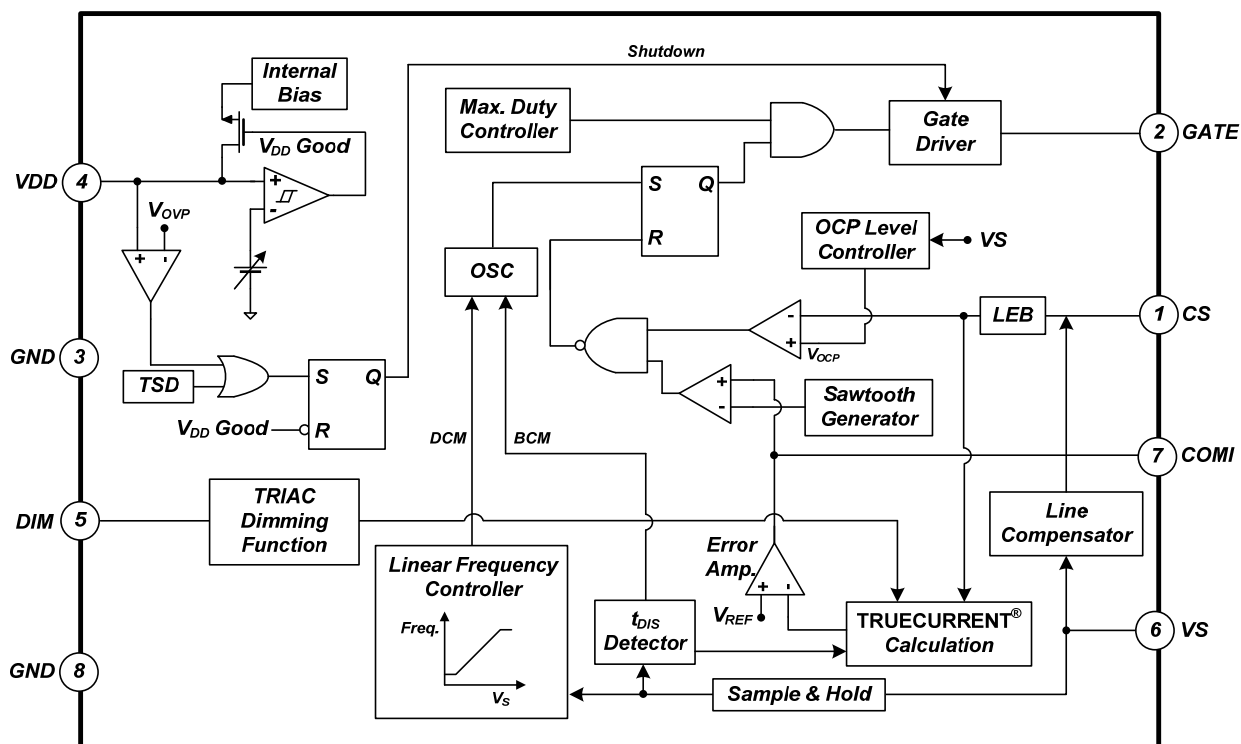 Shutdown
Internal
Bias
Max. Duty
Controller
Gate
Driver
2 GATE
V_DD Good
VDD 4
+
-
V_OVP
+ -
S Q
R
OCP Level
Controller
VS
OSC
LEB
1 CS
-
+
V_OCP
GND 3
TSD
S Q
V_DD Good
R
+
-
Sawtooth
Generator
DCM
BCM
7 COMI
DIM 5
TRIAC
Dimming
Function
Line
Compensator
Error
Amp.
+ -
V_REF
Linear Frequency
Controller
Freq.
V_S
t_DIS
Detector
TRUECURRENT®
Calculation
6 VS
GND 8
Sample & Hold